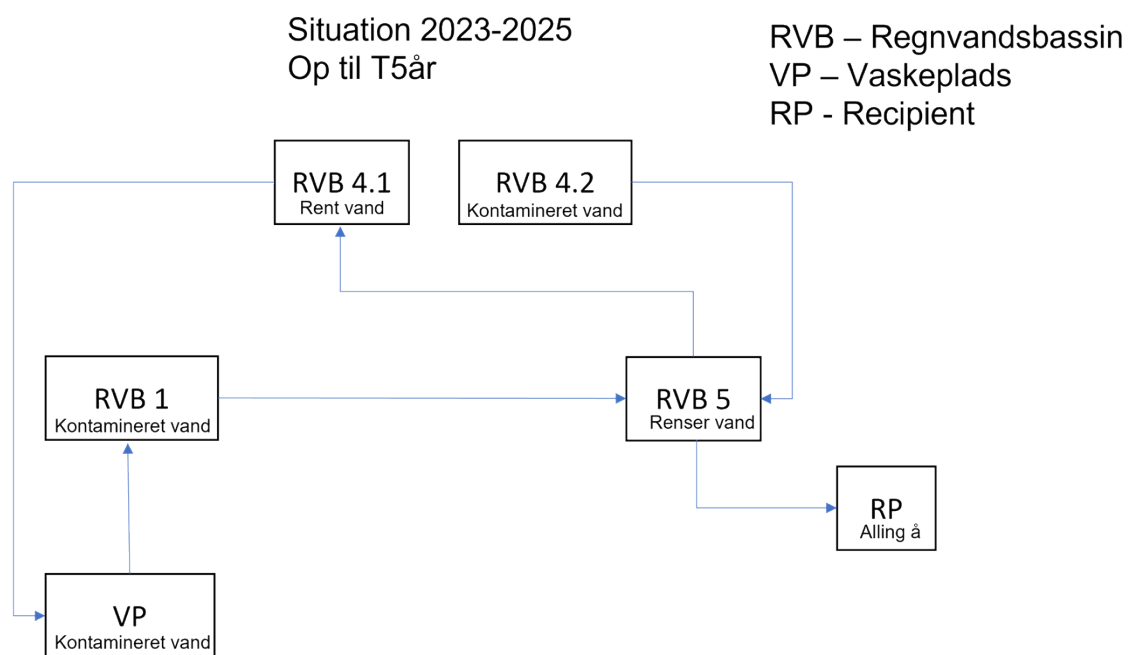 Situation 2023-2025
Op til T5år
RVB – Regnvandsbassin
VP – Vaskeplads
RP - Recipient
RVB 4.1
Rent vand
RVB 4.2
Kontamineret vand
RVB 1
Kontamineret vand
RVB 5
Renser vand
RP
Alling å
VP
Kontamineret vand